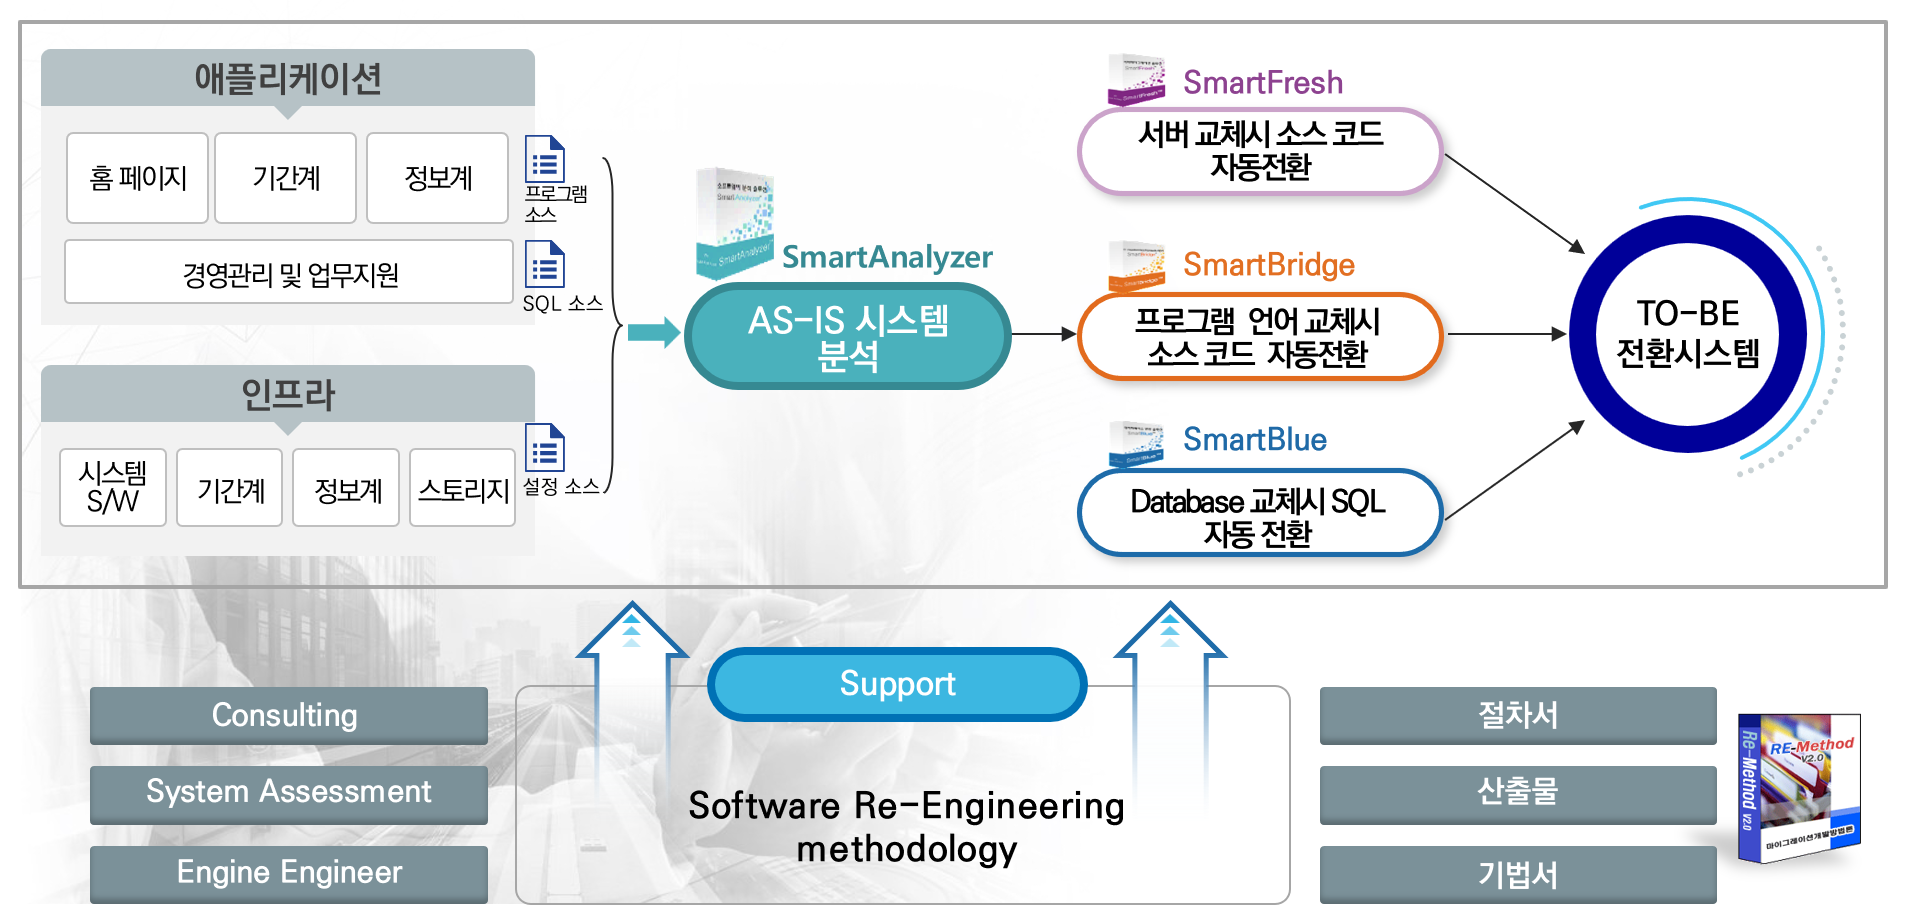 애플리케이션
홈 페이지
기간계
정보계
프로그램
소스
경영관리 및 업무지원
SQL 소스
인프라
시스템
S/W
기간계
정보계
스토리지
설정 소스
SmartAnalyzer
SmartAnalyzer
AS-IS 시스템
분석
SmartFresh
서버 교체시 소스 코드
자동전환
SmartBridge
프로그램 언어 교체시
소스 코드 자동전환
SmartBlue
Database 교체시 SQL
자동 전환
TO-BE
전환시스템
Support
Software Re-Engineering
methodology
Consulting
System Assessment
Engine Engineer
절차서
산출물
기법서
Re-Method V2.0
RE-Method
V2.0
마이그레이션개발방법론